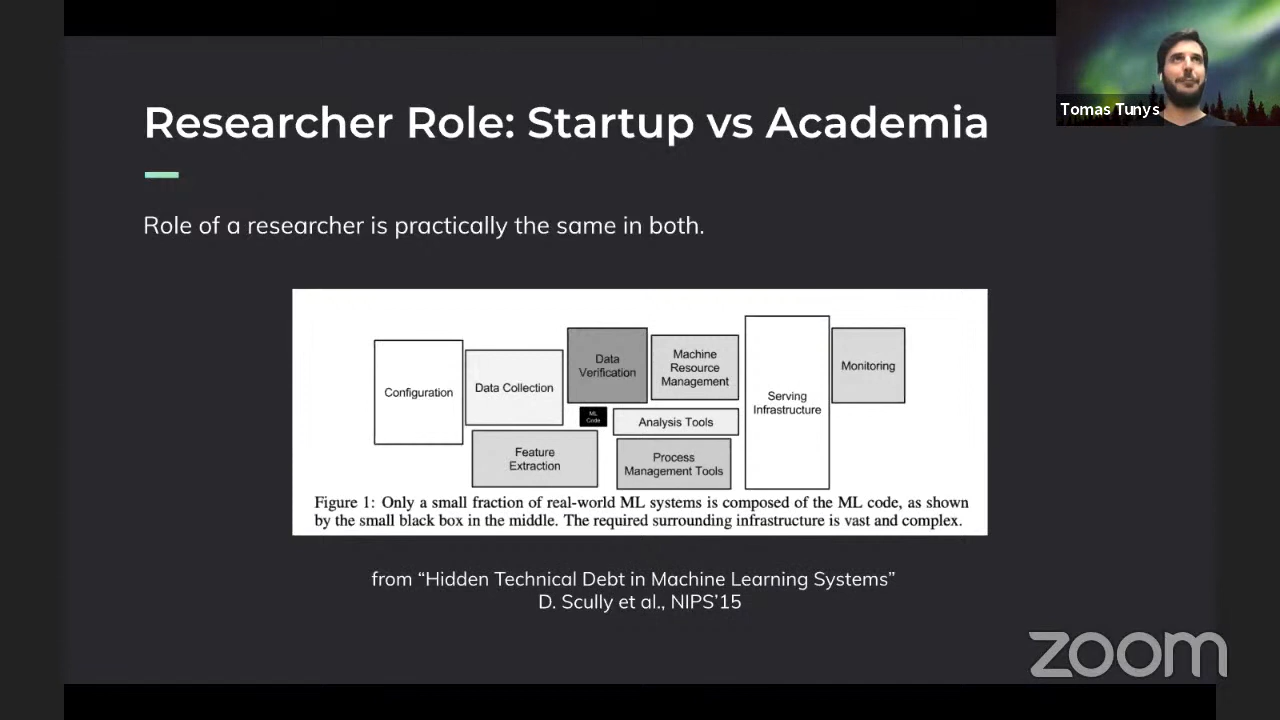 Researcher Role: Startup vs Academia
Tomas Tunys
Role of a researcher is practically the same in both.
Configuration
Data Collection
Data
Verification
Machine
Resource
Management
Monitoring
Serving
Infrastructure
ML
Code
Analysis Tools
Feature
Extraction
Process
Management Tools
Figure 1: Only a small fraction of real-world ML systems is composed of the ML code, as shown
by the small black box in the middle. The required surrounding infrastructure is vast and complex.
from “Hidden Technical Debt in Machine Learning Systems”
D. Scully et al., NIPS’15
zoom